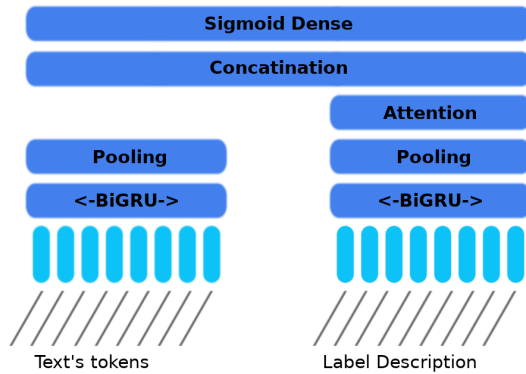 Sigmoid Dense
Concatination
Attention
Pooling
Pooling
<-BiGRU->
<-BiGRU->
Text's tokens
Label Description